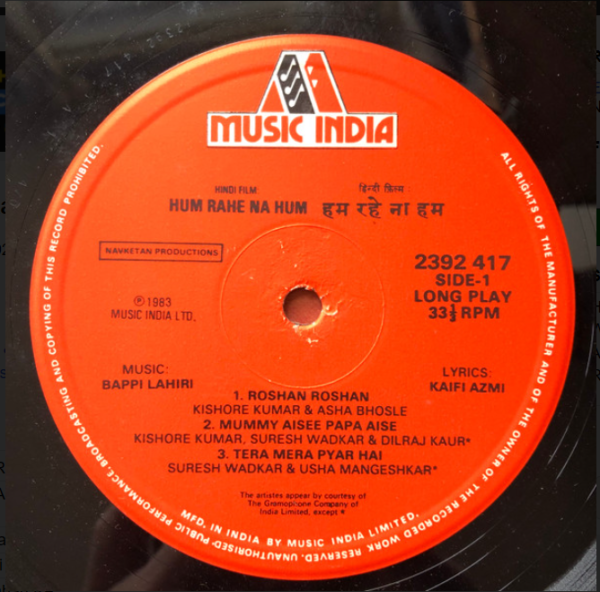 MUSIC INDIA
HINDI FILM:
HUM RAHE NA HUM
हिन्दी फ़िल्म
हम रहे ना हम
NAVKETAN PRODUCTIONS
℗ 1983
MUSIC INDIA LTD.
2392 417
SIDE-1
LONG PLAY
33⅓ RPM
MUSIC:
BAPPI LAHIRI
LYRICS:
KAIFI AZMI
1. ROSHAN ROSHAN
KISHORE KUMAR & ASHA BHOSLE
2. MUMMY AISEE PAPA AISE
KISHORE KUMAR, SURESH WADKAR & DILRAJ KAUR*
3. TERA MERA PYAR HAI
SURESH WADKAR & USHA MANGESHKAR*
The artistes appear by courtesy of
The Gramophone Company of
India Limited, except *
MFD. IN INDIA BY MUSIC INDIA LIMITED.
ALL RIGHTS OF THE MANUFACTURER AND OF THE OWNER OF THE RECORDED WORK RESERVED. UNAUTHORISED PUBLIC PERFORMANCE BROADCASTING AND COPYING OF THIS RECORD PROHIBITED.